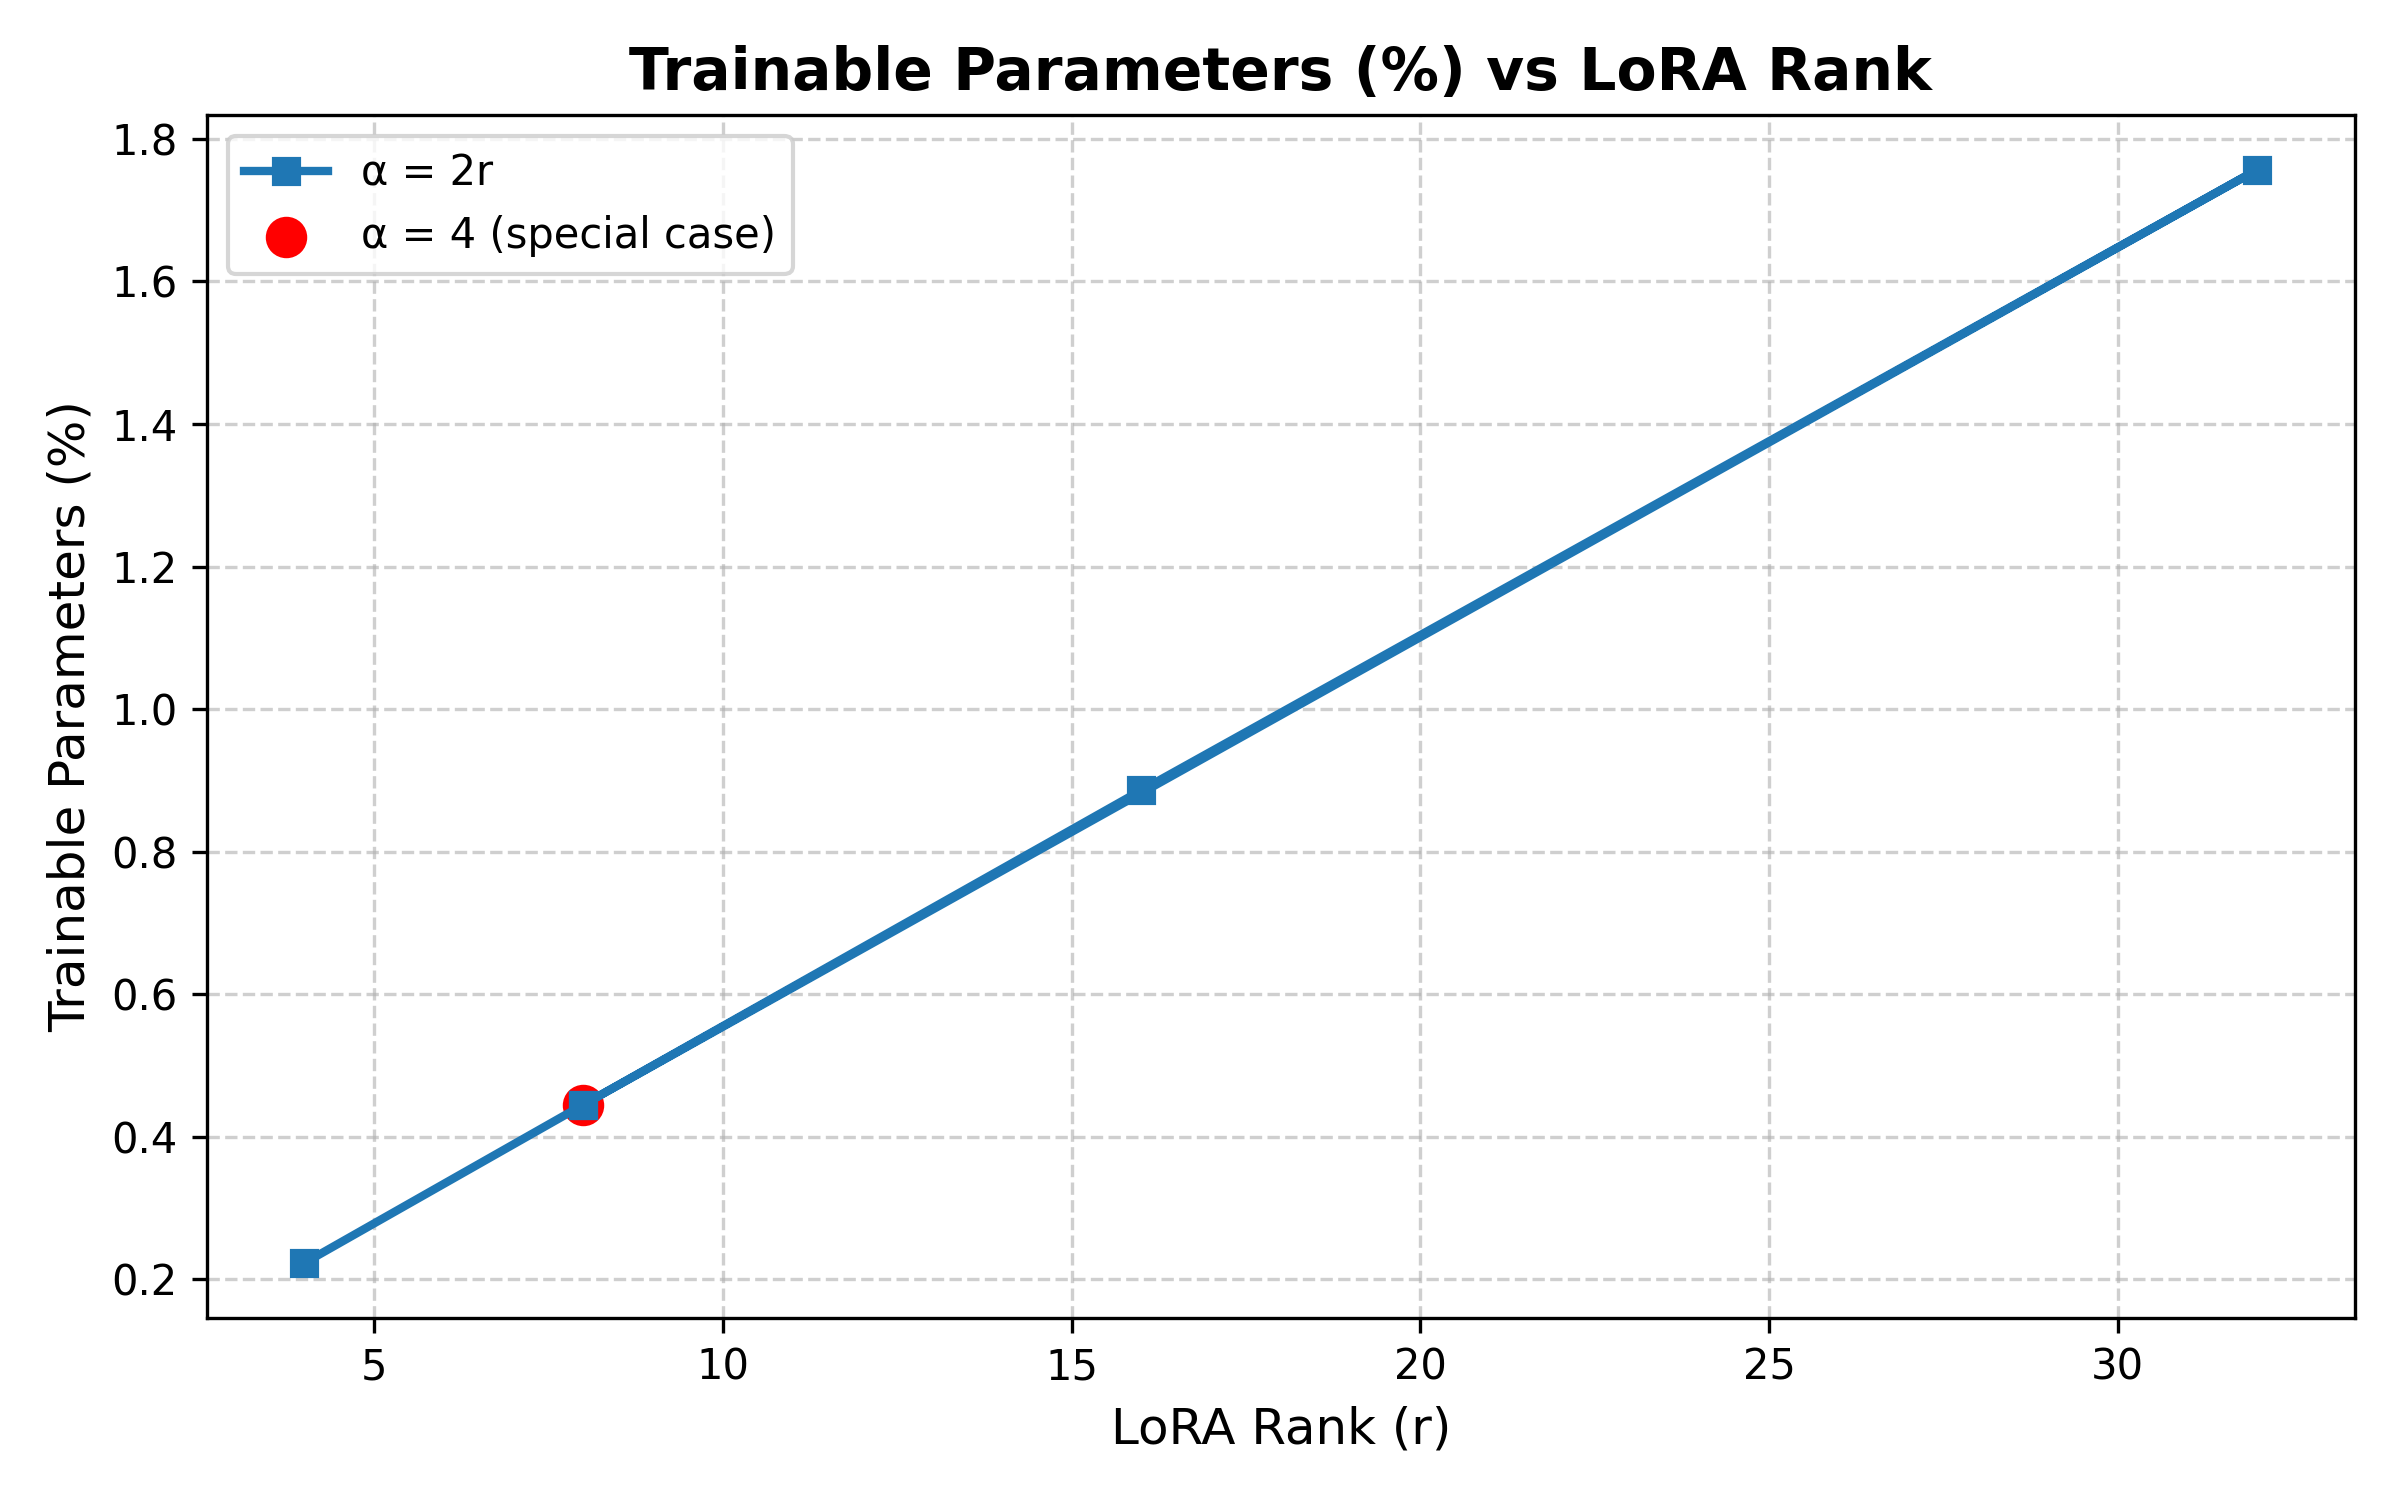 Trainable Parameters (%) vs LoRA Rank
α = 2r
α = 4 (special case)
Trainable Parameters (%)
1.8
1.6
1.4
1.2
1.0
0.8
0.6
0.4
0.2
5 10 15 20 25 30
LoRA Rank (r)